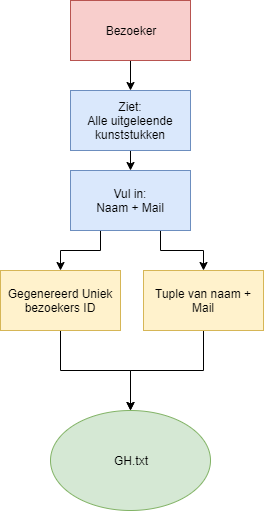 Bezoeker
Ziet:
Alle uitgeleende
kunststukken
Vul in:
Naam + Mail
Gegenereerd Uniek
bezoekers ID
Tuple van naam +
Mail
GH.txt